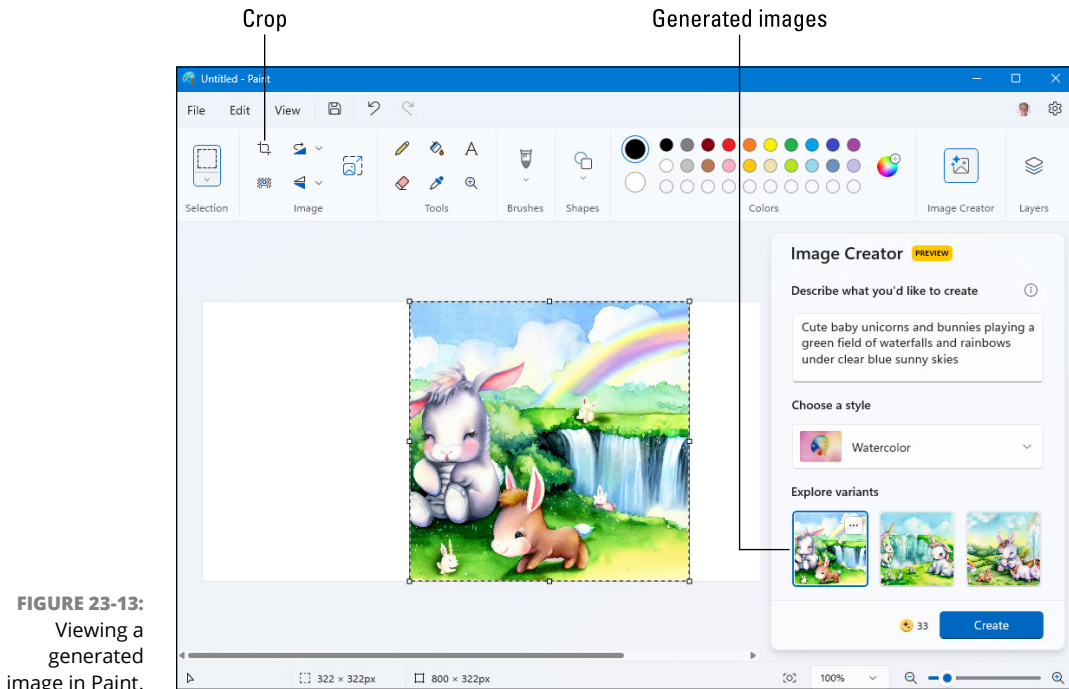 Crop
Generated images
Untitled - Paint
File Edit View
Selection
Image
Tools
Brushes
Shapes
Colors
Image Creator
Layers
Image Creator PREVIEW
Describe what you'd like to create
Cute baby unicorns and bunnies playing a
green field of waterfalls and rainbows
under clear blue sunny skies
Choose a style
Watercolor
Explore variants
33 Create
FIGURE 23-13:
Viewing a
generated
image in Paint.
322 × 322px
800 × 322px
100%